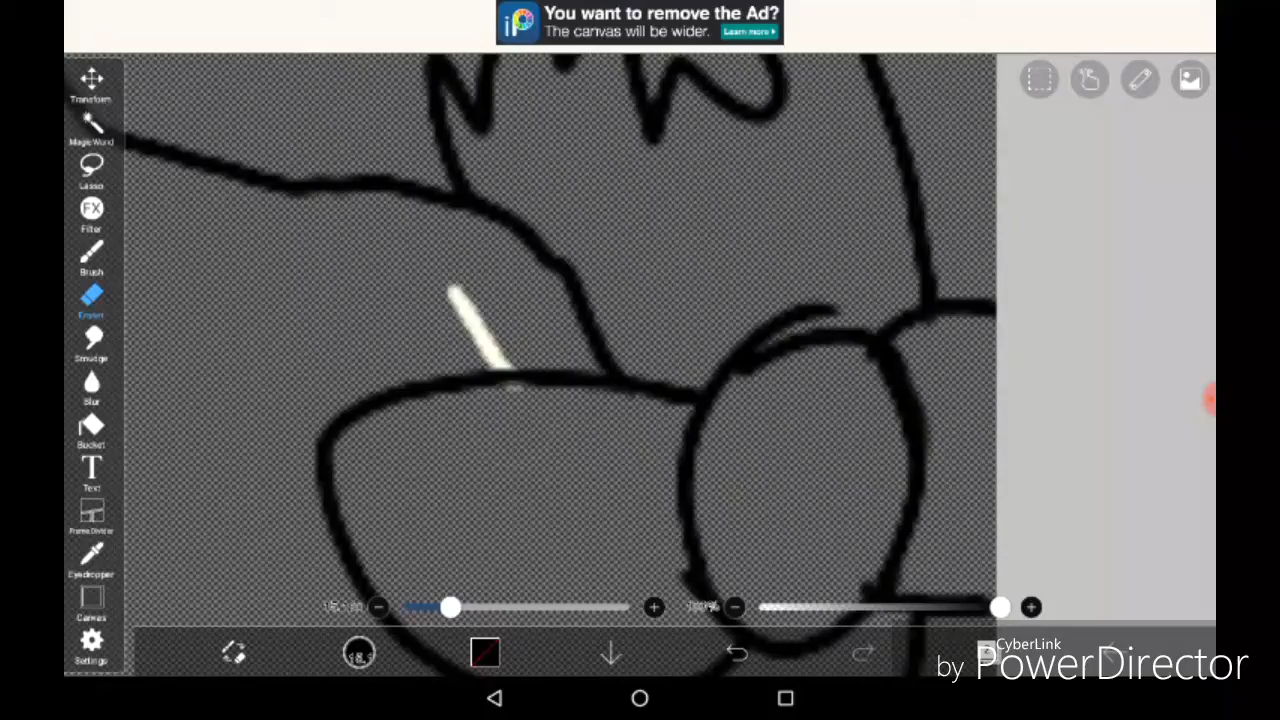 iP
You want to remove the Ad?
The canvas will be wider.
Learn more
Transform
Magic Wand
Lasso
FX
Filter
Brush
Eraser
Smudge
Blur
Bucket
T
Text
Frame Divider
Eyedropper
Canvas
Settings
CyberLink
by PowerDirector